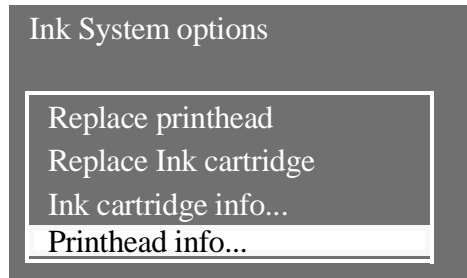 Ink System options
Replace printhead
Replace Ink cartridge
Ink cartridge info...
Printhead info...